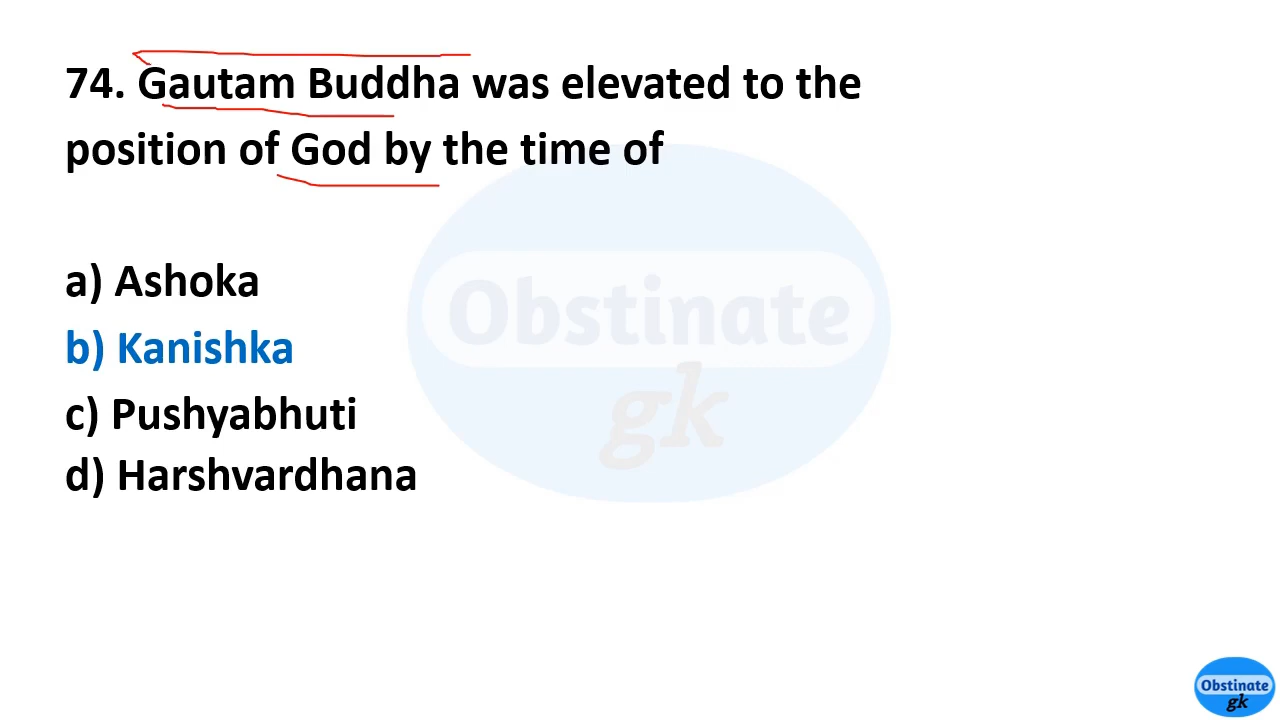 74. Gautam Buddha was elevated to the
position of God by the time of
a) Ashoka
b) Kanishka
c) Pushyabhuti
d) Harshvardhana
Obstinate
gk
Obstinate
gk